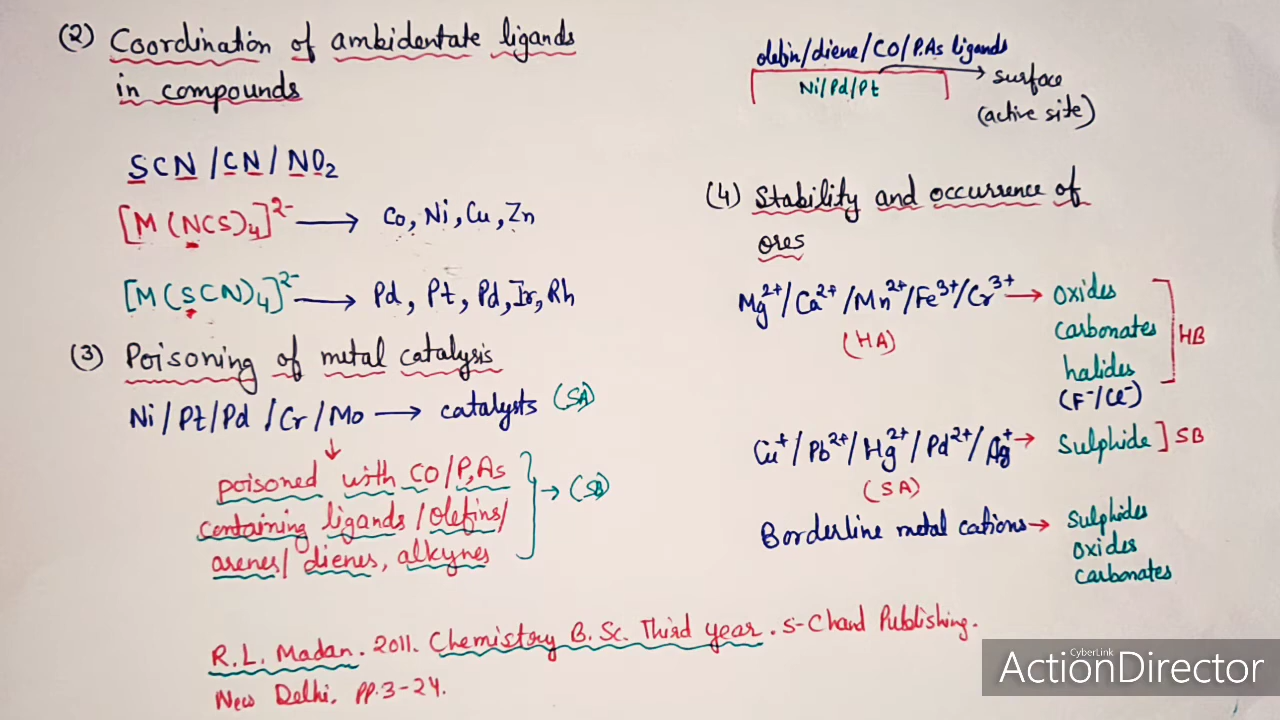 (2) Coordination of ambidentate ligands
in compounds
SCN / CN / NO₂
[M (NCS)₄]²⁻ → Co, Ni, Cu, Zn
[M (SCN)₄]²⁻ → Pd, Pt, Pd, Ir, Rh
(3) Poisoning of metal catalysis
Ni / Pt / Pd / Cr / Mo → catalysts (SA)
↓
poisoned with CO / P, As
containing ligands / olefins /
arenes / dienes, alkynes
→ (SB)
olefin/diene/CO/P.As ligands
Ni/Pd/Pt
→ surface
(active site)
(4) Stability and occurrence of
ores
Mg²⁺/Ca²⁺/Mn²⁺/Fe³⁺/Cr³⁺ → oxides
carbonates
halides
(F⁻/Cl⁻)
HB
(HA)
Cu⁺/Pb²⁺/Hg²⁺/Pd²⁺/Ag⁺ → Sulphide ] SB
(SA)
Borderline metal cations → Sulphides
oxides
carbonates
R.L. Madan. 2011. Chemistry B.Sc. Third year. S-Chand Publishing.
New Delhi. pp.3-24.
CyberLink
ActionDirector